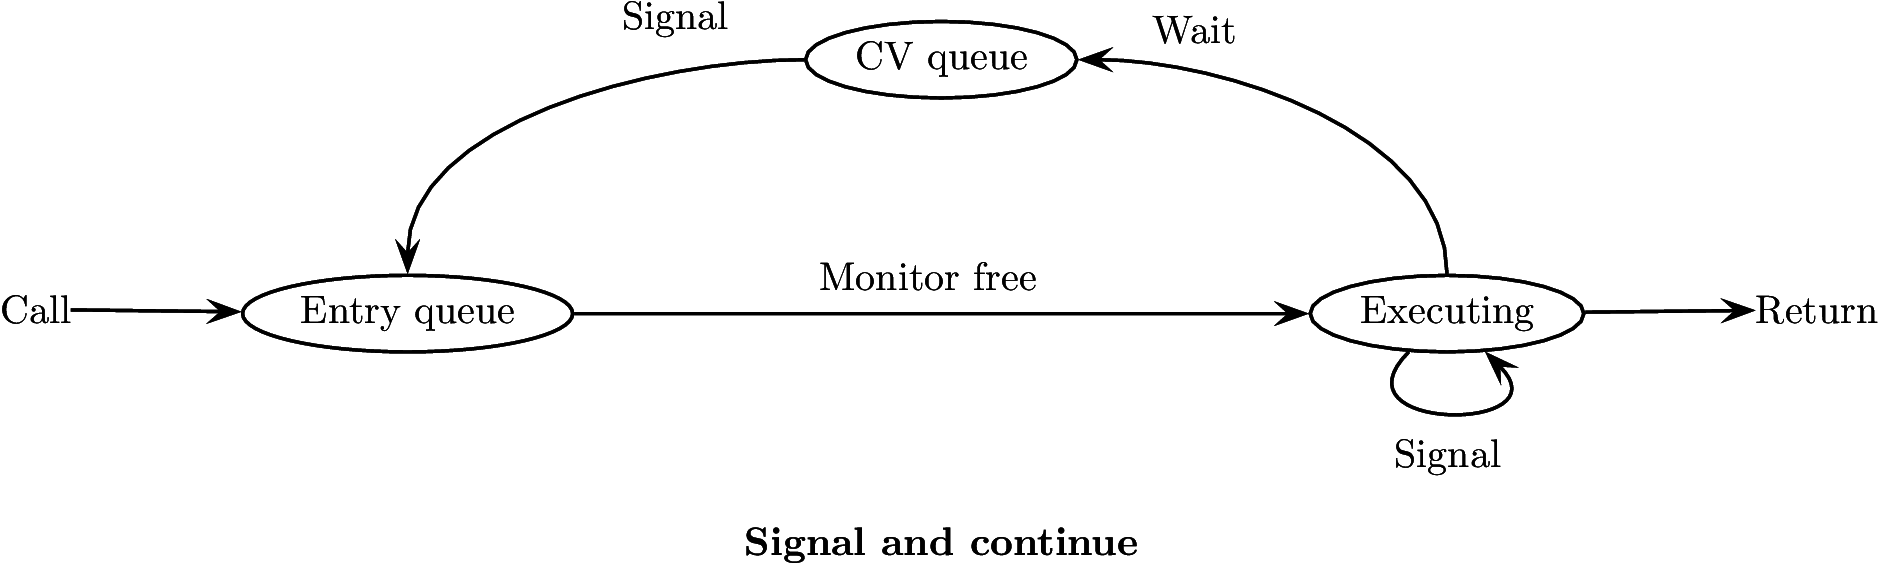 Signal
Wait
CV queue
Monitor free
Call
Entry queue
Executing
Return
Signal
Signal and continue